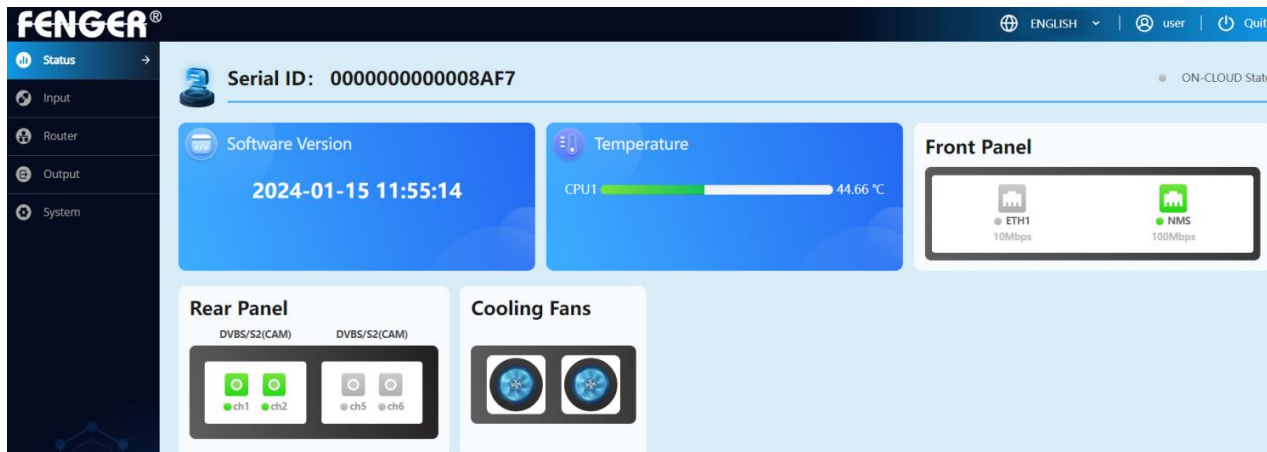 FENGER®
ENGLISH
user
Quit
Status
Input
Router
Output
System
Serial ID： 0000000000008AF7
ON-CLOUD State
Software Version
2024-01-15 11:55:14
Temperature
CPU1 44.66 ℃
Front Panel
ETH1
10Mbps
NMS
100Mbps
Rear Panel
DVBS/S2(CAM) DVBS/S2(CAM)
ch1 ch2 ch5 ch6
Cooling Fans